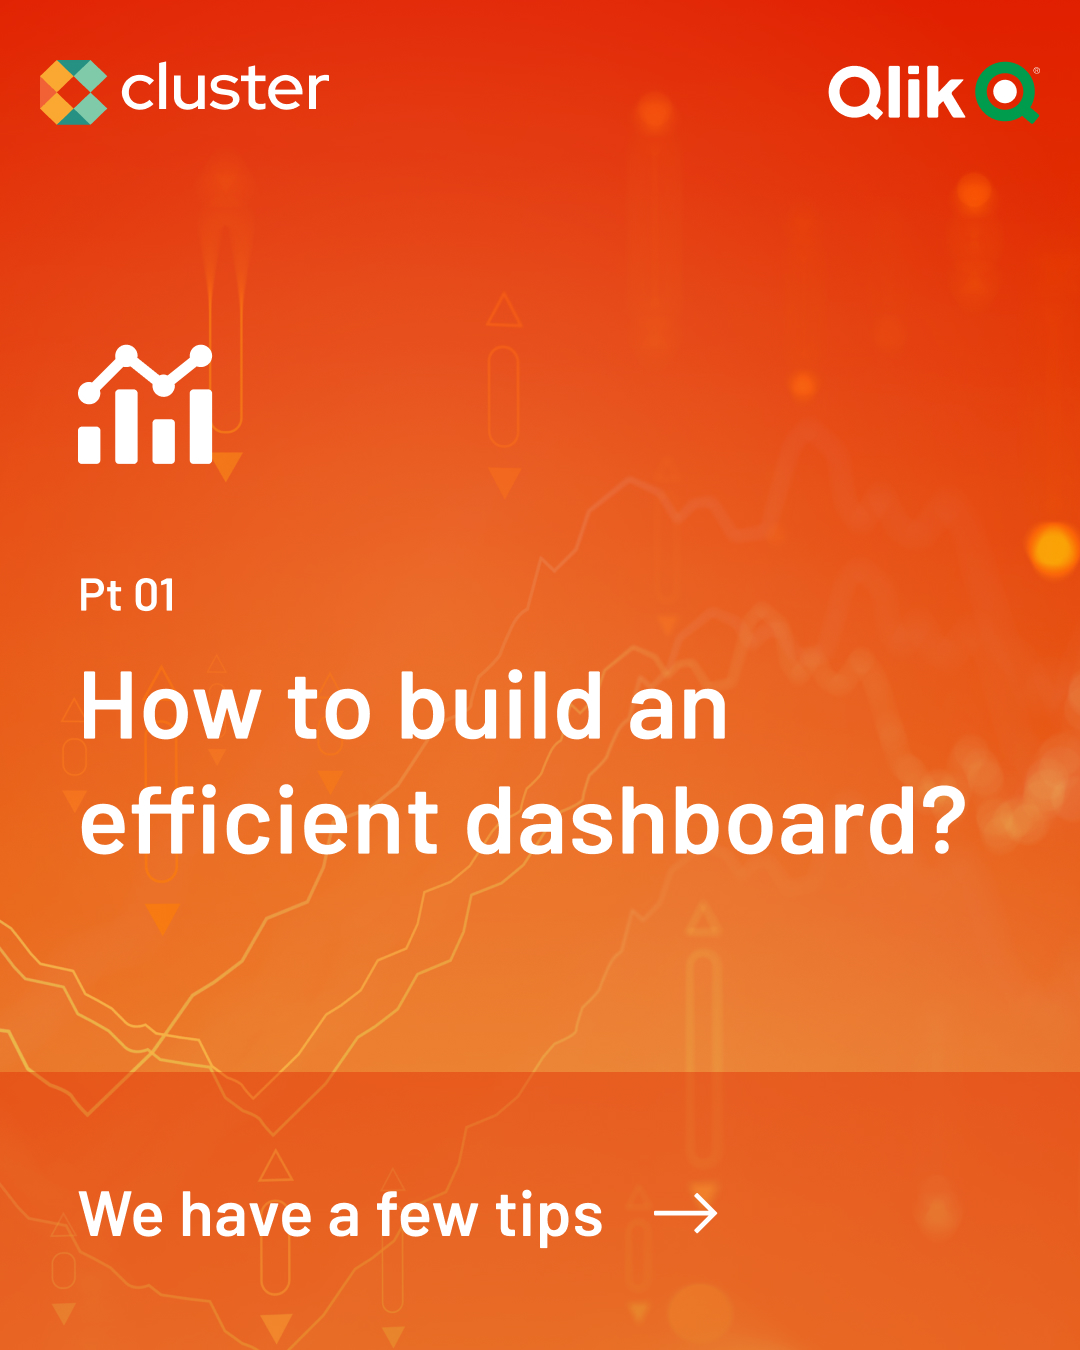 cluster
Qlik
Pt 01
How to build an
efficient dashboard?
We have a few tips